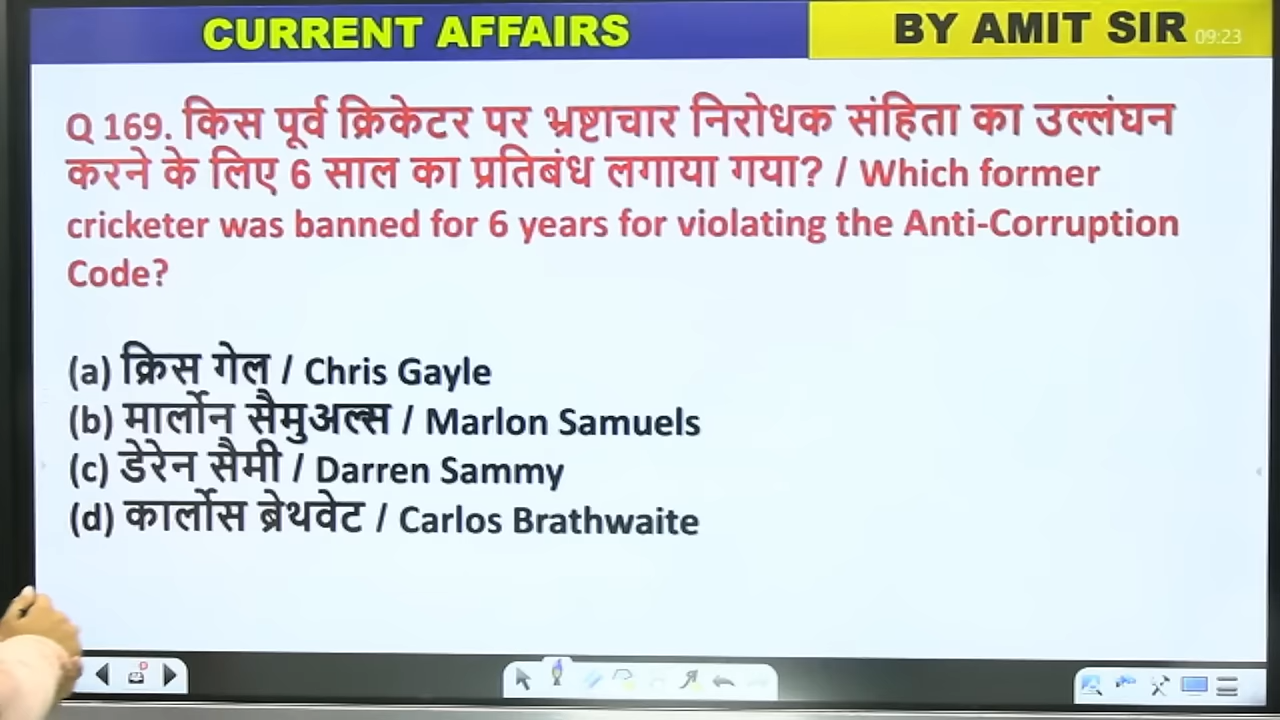 CURRENT AFFAIRS
BY AMIT SIR
09:23
Q 169. किस पूर्व क्रिकेटर पर भ्रष्टाचार निरोधक संहिता का उल्लंघन
करने के लिए 6 साल का प्रतिबंध लगाया गया? / Which former
cricketer was banned for 6 years for violating the Anti-Corruption
Code?
(a) क्रिस गेल / Chris Gayle
(b) मार्लोन सैमुअल्स / Marlon Samuels
(c) डेरेन सैमी / Darren Sammy
(d) कार्लोस ब्रेथवेट / Carlos Brathwaite